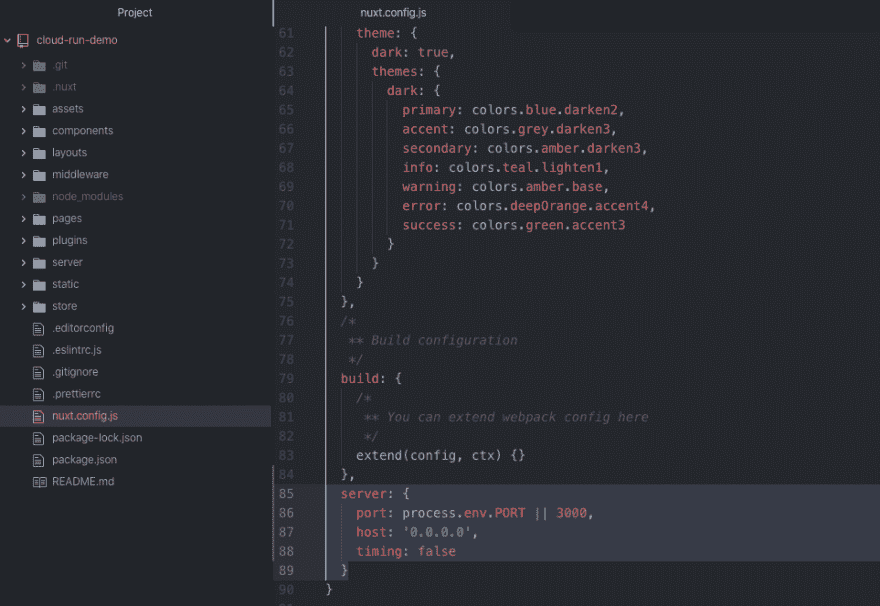 Project
cloud-run-demo
.git
.nuxt
assets
components
layouts
middleware
node_modules
pages
plugins
server
static
store
.editorconfig
.eslintrc.js
.gitignore
.prettierrc
nuxt.config.js
package-lock.json
package.json
README.md
nuxt.config.js
61 theme: {
62 dark: true,
63 themes: {
64 dark: {
65 primary: colors.blue.darken2,
66 accent: colors.grey.darken3,
67 secondary: colors.amber.darken3,
68 info: colors.teal.lighten1,
69 warning: colors.amber.base,
70 error: colors.deepOrange.accent4,
71 success: colors.green.accent3
72 }
73 }
74 }
75 },
76 /*
77 ** Build configuration
78 */
79 build: {
80 /*
81 ** You can extend webpack config here
82 */
83 extend(config, ctx) {}
84 },
85 server: {
86 port: process.env.PORT || 3000,
87 host: '0.0.0.0',
88 timing: false
89 }
90 }